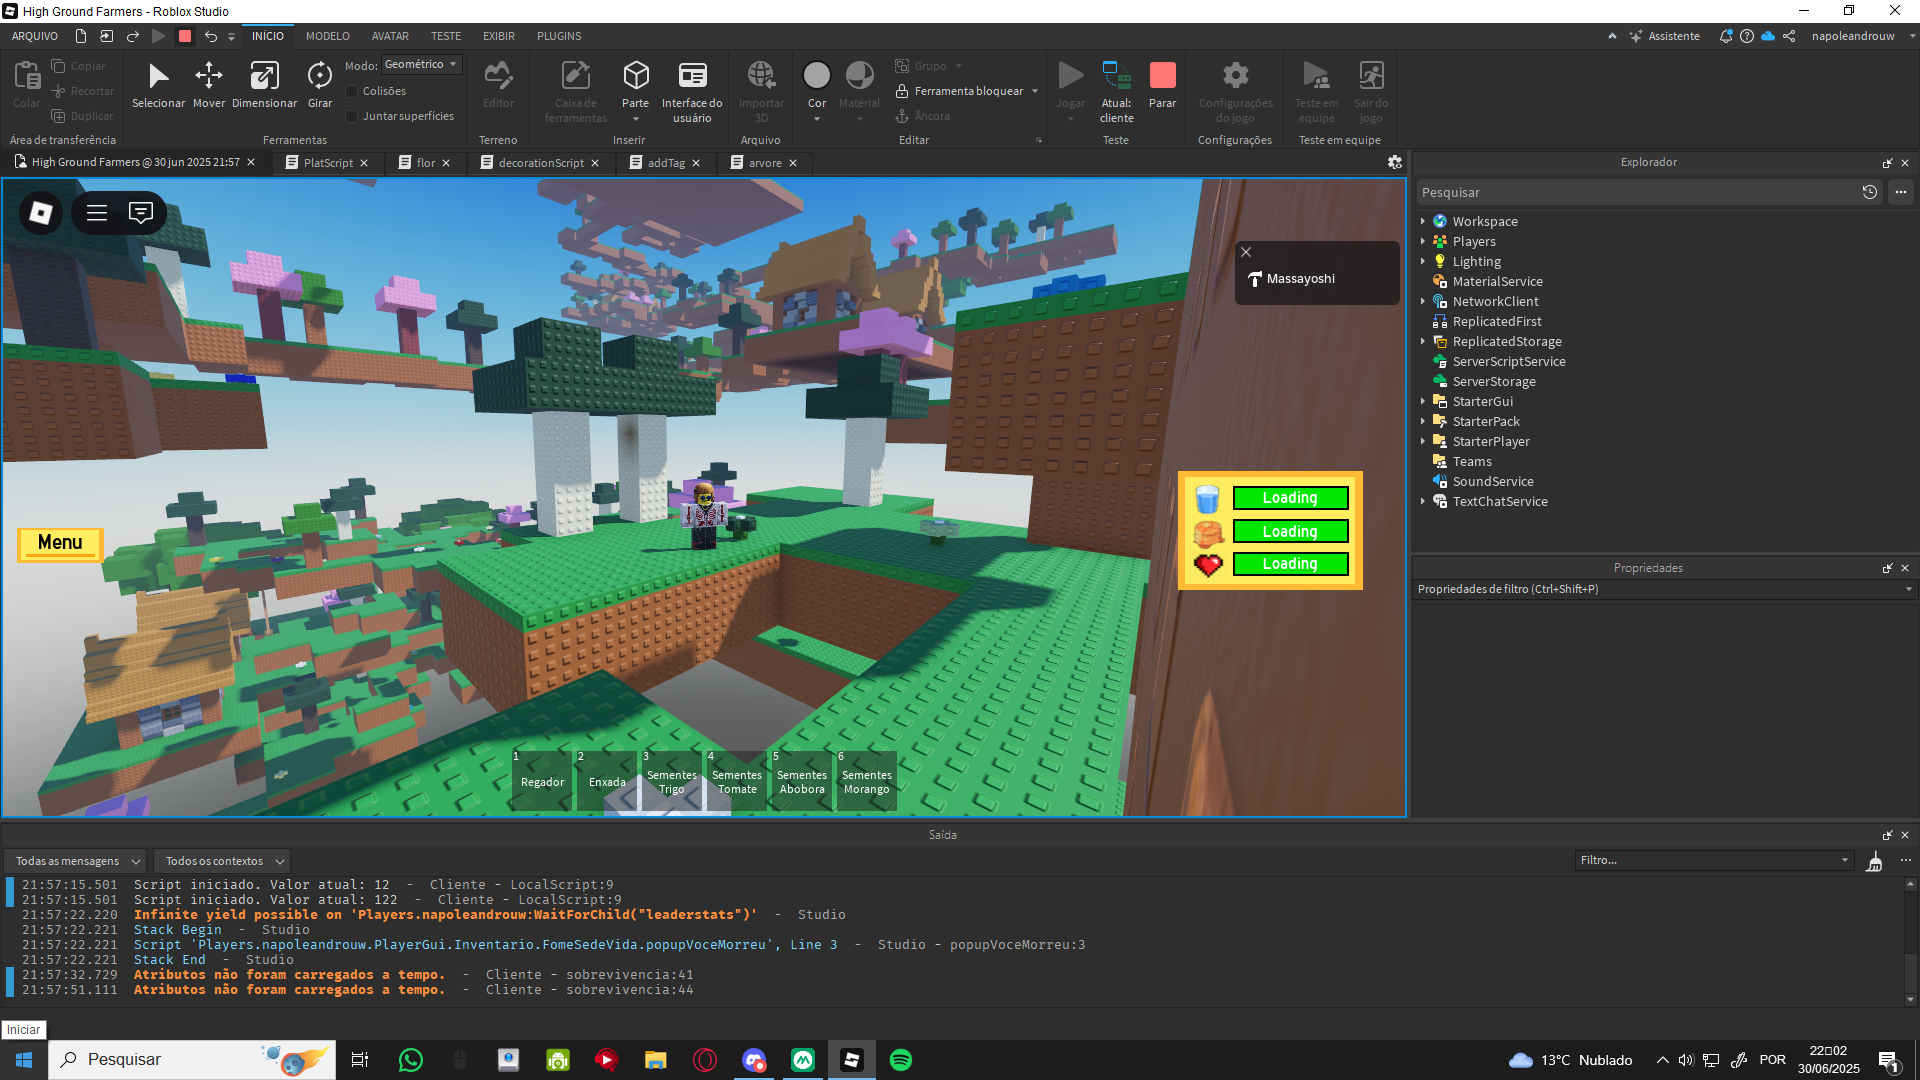 High Ground Farmers - Roblox Studio
ARQUIVO
INÍCIO
MODELO
AVATAR
TESTE
EXIBIR
PLUGINS
Assistente
napoleandrouw
Colar
Copiar
Recortar
Duplicar
Área de transferência
Selecionar
Mover
Dimensionar
Girar
Modo:
Geométrico
Colisões
Juntar superfícies
Ferramentas
Editor
Terreno
Caixa de ferramentas
Parte
Interface do usuário
Inserir
Importar 3D
Arquivo
Cor
Material
Grupo
Ferramenta bloquear
Âncora
Editar
Jogar
Atual: cliente
Parar
Teste
Configurações do jogo
Configurações
Teste em equipe
Sair do jogo
Teste em equipe
High Ground Farmers @ 30 jun 2025 21:57
PlatScript
flor
decorationScript
addTag
arvore
Massayoshi
Menu
Loading
Loading
Loading
1
Regador
2
Enxada
3
Sementes Trigo
4
Sementes Tomate
5
Sementes Abobora
6
Sementes Morango
Explorador
Pesquisar
Workspace
Players
Lighting
MaterialService
NetworkClient
ReplicatedFirst
ReplicatedStorage
ServerScriptService
ServerStorage
StarterGui
StarterPack
StarterPlayer
Teams
SoundService
TextChatService
Propriedades
Propriedades de filtro (Ctrl+Shift+P)
Saída
Todas as mensagens
Todos os contextos
Filtro...
21:57:15.501 Script iniciado. Valor atual: 12 - Cliente - LocalScript:9
21:57:15.501 Script iniciado. Valor atual: 122 - Cliente - LocalScript:9
21:57:22.220 Infinite yield possible on 'Players.napoleandrouw:WaitForChild("leaderstats")' - Studio
21:57:22.221 Stack Begin - Studio
21:57:22.221 Script 'Players.napoleandrouw.PlayerGui.Inventario.FomeSedeVida.popupVoceMorreu', Line 3 - Studio - popupVoceMorreu:3
21:57:22.221 Stack End - Studio
21:57:32.729 Atributos não foram carregados a tempo. - Cliente - sobrevivencia:41
21:57:51.111 Atributos não foram carregados a tempo. - Cliente - sobrevivencia:44
Iniciar
Pesquisar
13°C Nublado
POR
22:02
30/06/2025
1